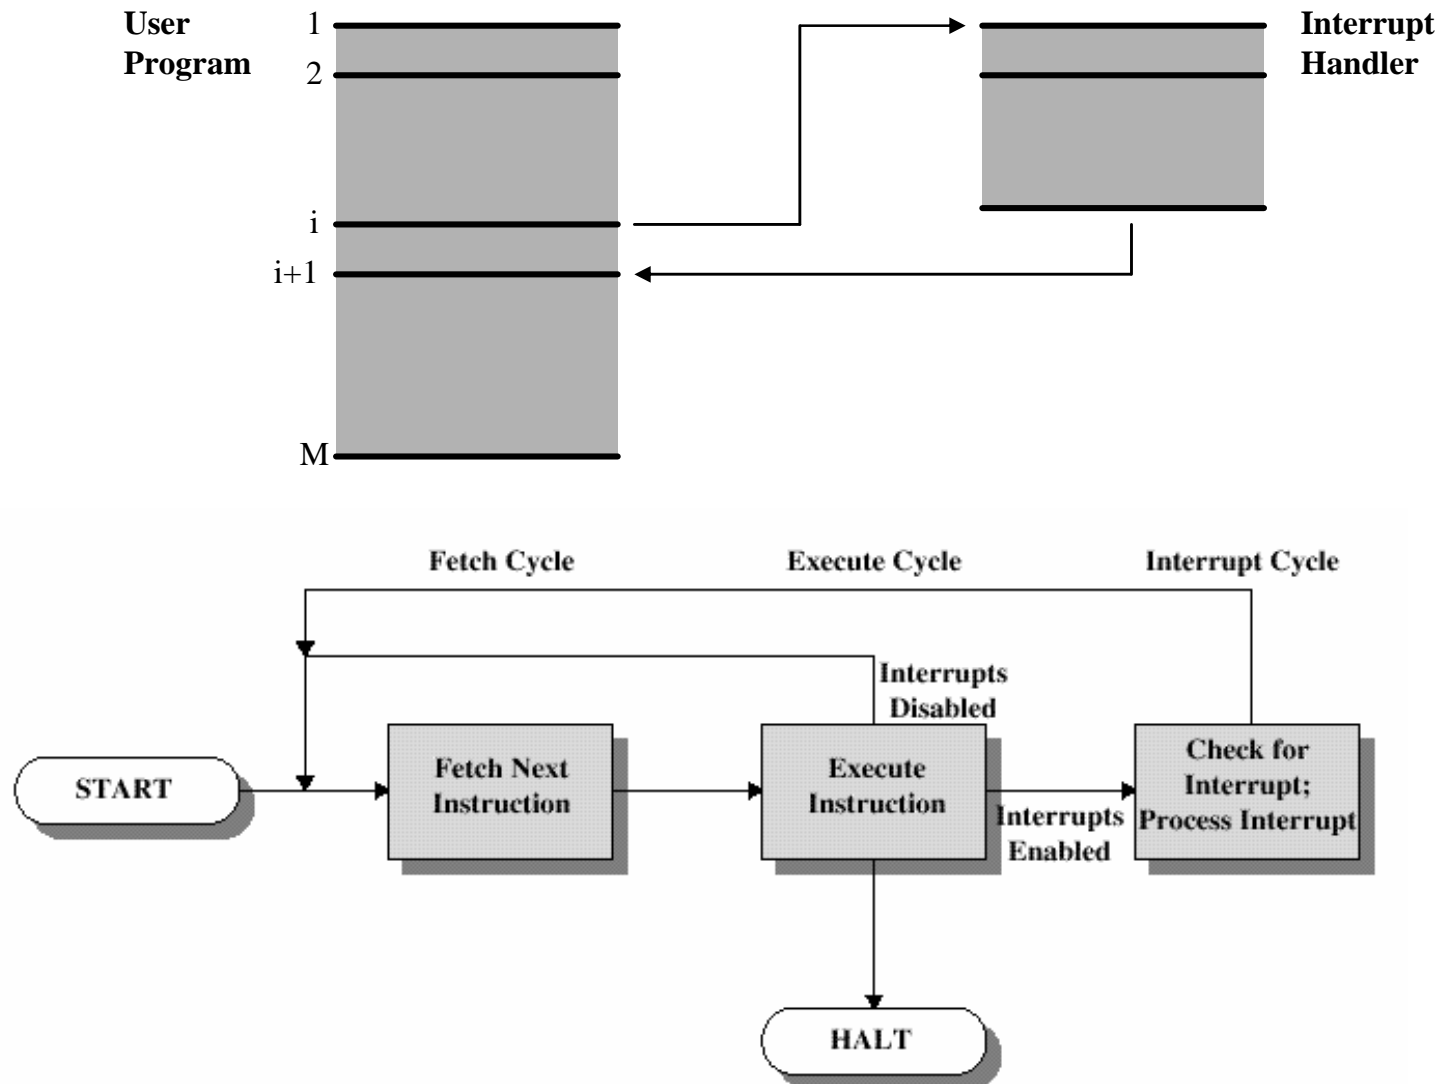 User
Program
1
2
i
i+1
M
Interrupt
Handler
Fetch Cycle
Execute Cycle
Interrupt Cycle
Interrupts
Disabled
START
Fetch Next
Instruction
Execute
Instruction
Interrupts
Enabled
Check for
Interrupt;
Process Interrupt
HALT